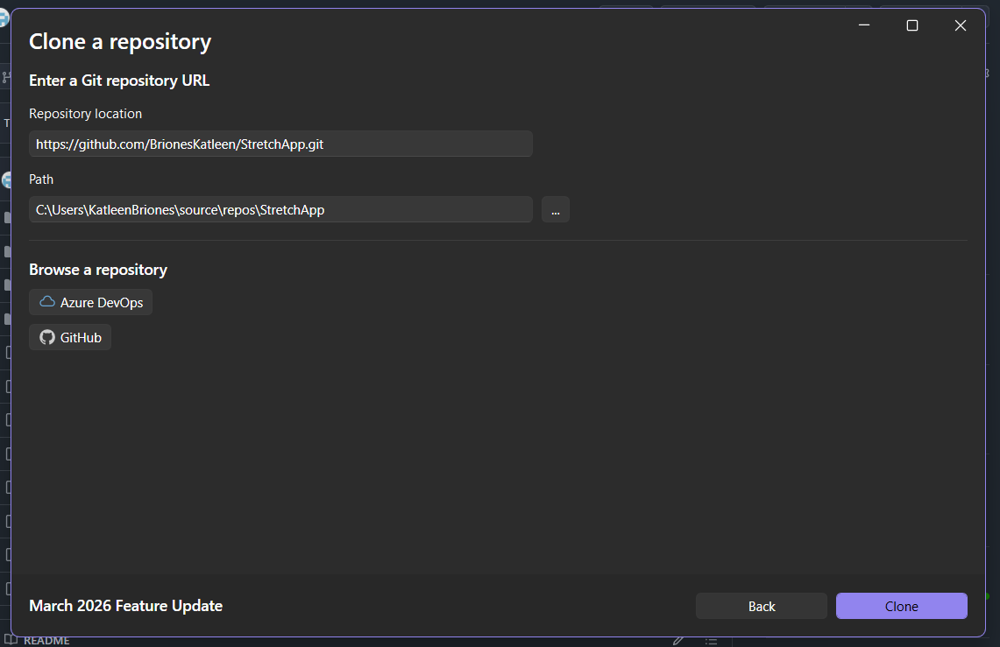 Clone a repository
Enter a Git repository URL
Repository location
https://github.com/BrionesKatleen/StretchApp.git
Path
C:\Users\KatleenBriones\source\repos\StretchApp
...
Browse a repository
Azure DevOps
GitHub
March 2026 Feature Update
Back
Clone
README